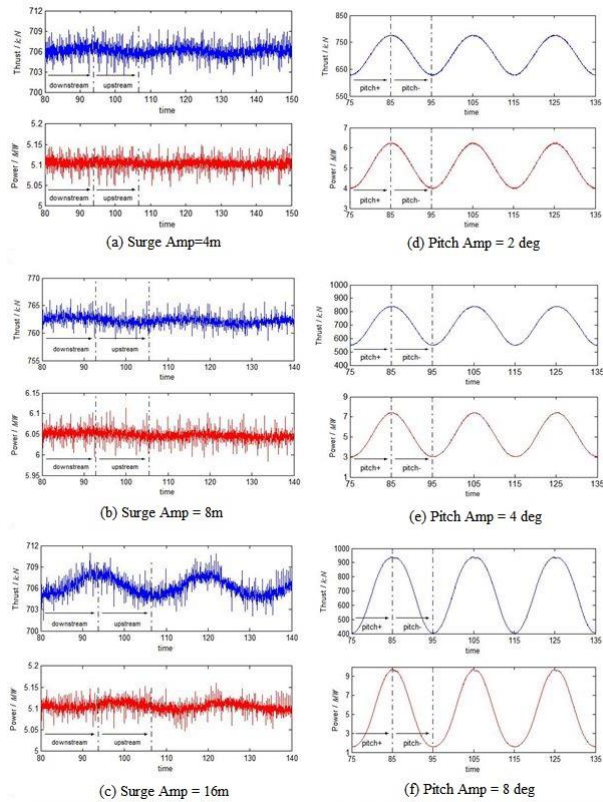 712
709
706
703
700
Thrust / k.N
downstream
upstream
80 90 100 110 120 130 140 150
time
5.2
5.15
5.1
5.05
5
Power / MW
downstream
upstream
80 90 100 110 120 130 140 150
time
(a) Surge Amp=4m
850
750
650
550
Thrust / k.N
pitch+
pitch-
75 85 95 105 115 125 135
time
7
6
5
4
3
Power / MW
pitch+
pitch-
75 85 95 105 115 125 135
time
(d) Pitch Amp = 2 deg
770
765
760
755
Thrust / k.N
downstream
upstream
80 90 100 110 120 130 140
time
6.15
6.1
6.05
6
5.95
Power / MW
downstream
upstream
80 90 100 110 120 130 140
time
(b) Surge Amp = 8m
1000
900
800
700
600
500
400
Thrust / k.N
pitch+
pitch-
75 85 95 105 115 125 135
time
9
7
5
3
1
Power / MW
pitch+
pitch-
75 85 95 105 115 125 135
time
(e) Pitch Amp = 4 deg
712
709
706
703
700
Thrust / k.N
downstream
upstream
80 90 100 110 120 130 140
time
5.2
5.15
5.1
5.05
5
Power / MW
downstream
upstream
80 90 100 110 120 130 140
time
(c) Surge Amp = 16m
1000
900
800
700
600
500
400
Thrust / k.N
pitch+
pitch-
75 85 95 105 115 125 135
time
9
7
5
3
Power / MW
pitch+
pitch-
75 85 95 105 115 125 135
time
(f) Pitch Amp = 8 deg